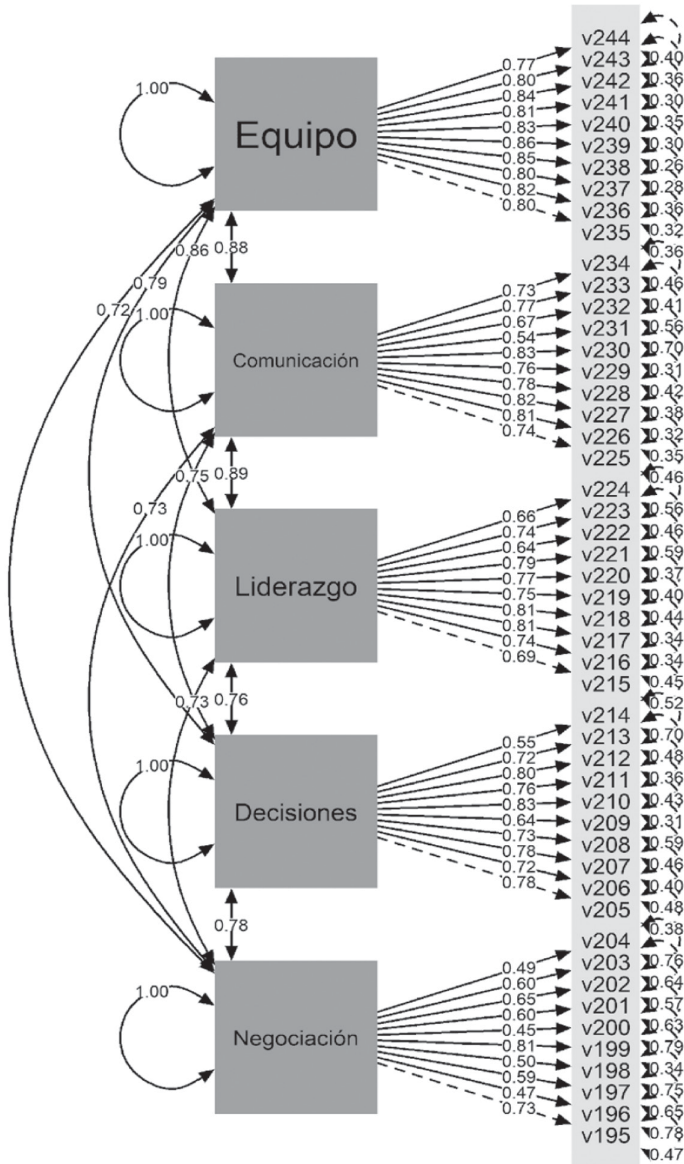 1.00
Equipo
0.77
0.80
0.84
0.81
0.83
0.86
0.85
0.80
0.82
0.80
v244
v243 0.40
v242 0.36
v241 0.30
v240 0.35
v239 0.30
v238 0.26
v237 0.28
v236 0.36
v235 0.32
0.36
0.86 0.88
0.79
0.72
1.00
Comunicación
0.73
0.77
0.67
0.54
0.83
0.76
0.78
0.82
0.81
0.74
v234
v233 0.46
v232 0.41
v231 0.56
v230 0.70
v229 0.31
v228 0.42
v227 0.38
v226 0.32
v225 0.35
0.46
0.75 0.89
0.73
1.00
Liderazgo
0.66
0.74
0.64
0.79
0.77
0.75
0.81
0.81
0.74
0.69
v224
v223 0.56
v222 0.46
v221 0.59
v220 0.37
v219 0.40
v218 0.44
v217 0.34
v216 0.34
v215 0.45
0.52
0.73 0.76
1.00
Decisiones
0.55
0.72
0.80
0.76
0.83
0.64
0.73
0.78
0.72
0.78
v214
v213 0.70
v212 0.48
v211 0.36
v210 0.43
v209 0.31
v208 0.59
v207 0.46
v206 0.40
v205 0.48
0.38
0.78
1.00
Negociación
0.49
0.60
0.65
0.60
0.45
0.81
0.50
0.59
0.47
0.73
v204
v203 0.76
v202 0.64
v201 0.57
v200 0.63
v199 0.79
v198 0.34
v197 0.75
v196 0.65
v195 0.78
0.47